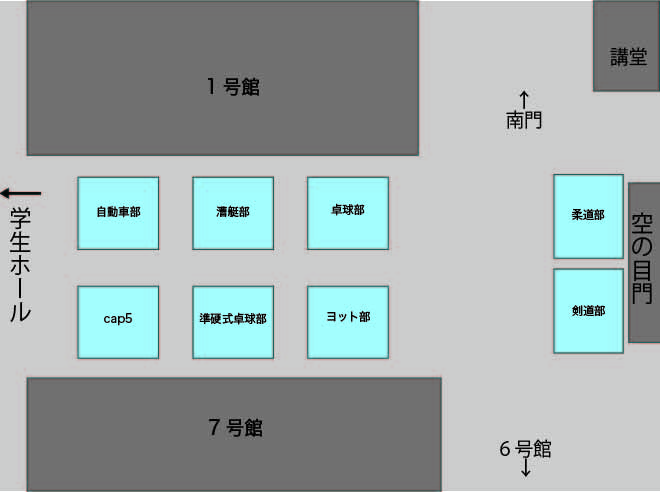 1号館
講堂
↑
南門
←
学生ホール
自動車部
漕艇部
卓球部
柔道部
空の目門
cap5
準硬式卓球部
ヨット部
剣道部
7号館
6号館
↓